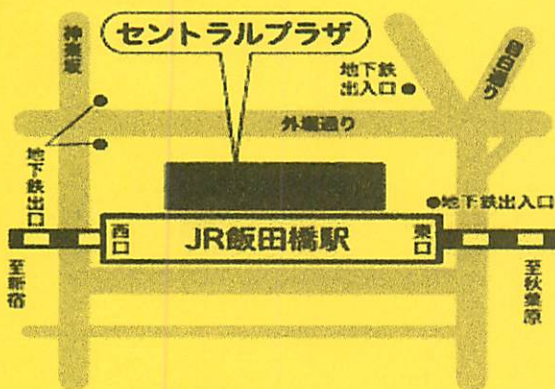 セントラルプラザ
神楽坂
地下鉄
出入口
目白通り
外堀通り
地下鉄出口
地下鉄出入口
西口
JR飯田橋駅
東口
至新宿
至秋葉原